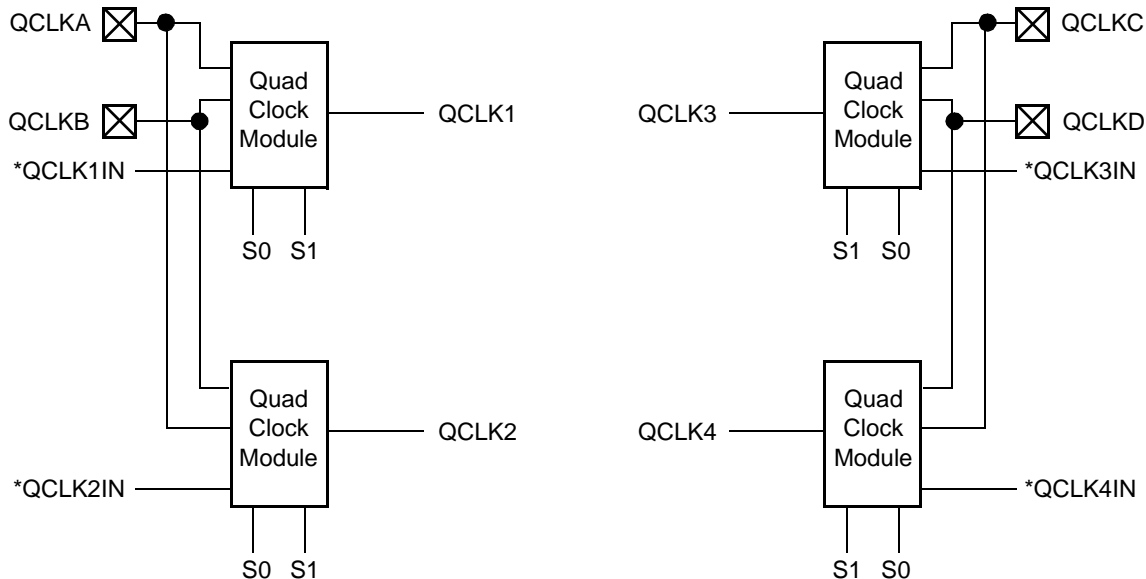 QCLKA
QCLKC
Quad
Clock
Module
Quad
Clock
Module
QCLKB
QCLK1
QCLK3
QCLKD
*QCLK1IN
*QCLK3IN
S0 S1
S1 S0
Quad
Clock
Module
Quad
Clock
Module
QCLK2
QCLK4
*QCLK2IN
*QCLK4IN
S0 S1
S1 S0